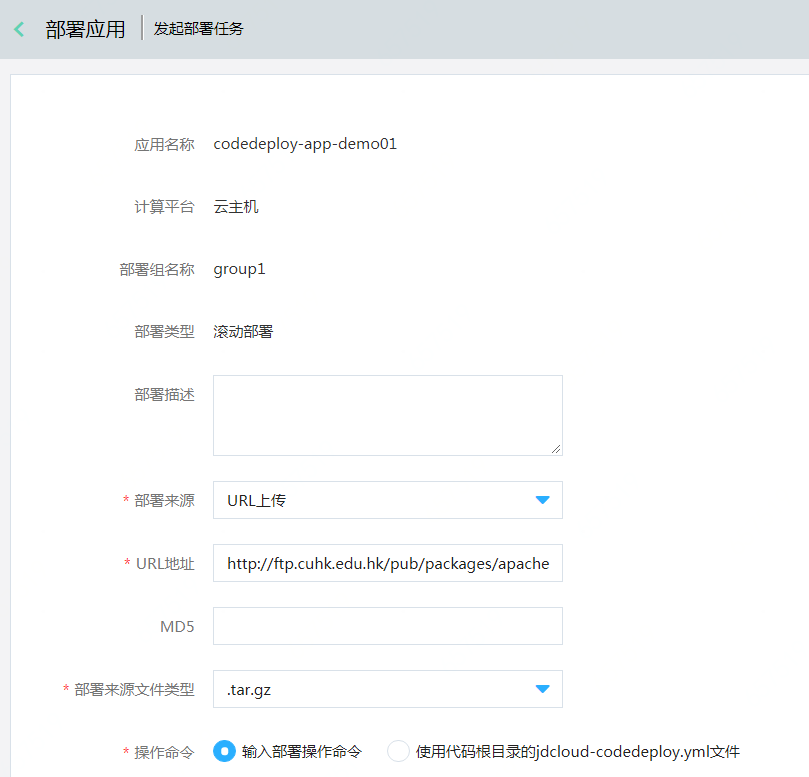 部署应用 发起部署任务
应用名称 codedeploy-app-demo01
计算平台 云主机
部署组名称 group1
部署类型 滚动部署
部署描述
* 部署来源 URL上传
* URL地址 http://ftp.cuhk.edu.hk/pub/packages/apache
MD5
* 部署来源文件类型 .tar.gz
* 操作命令 输入部署操作命令 使用代码根目录的jdcloud-codedeploy.yml文件